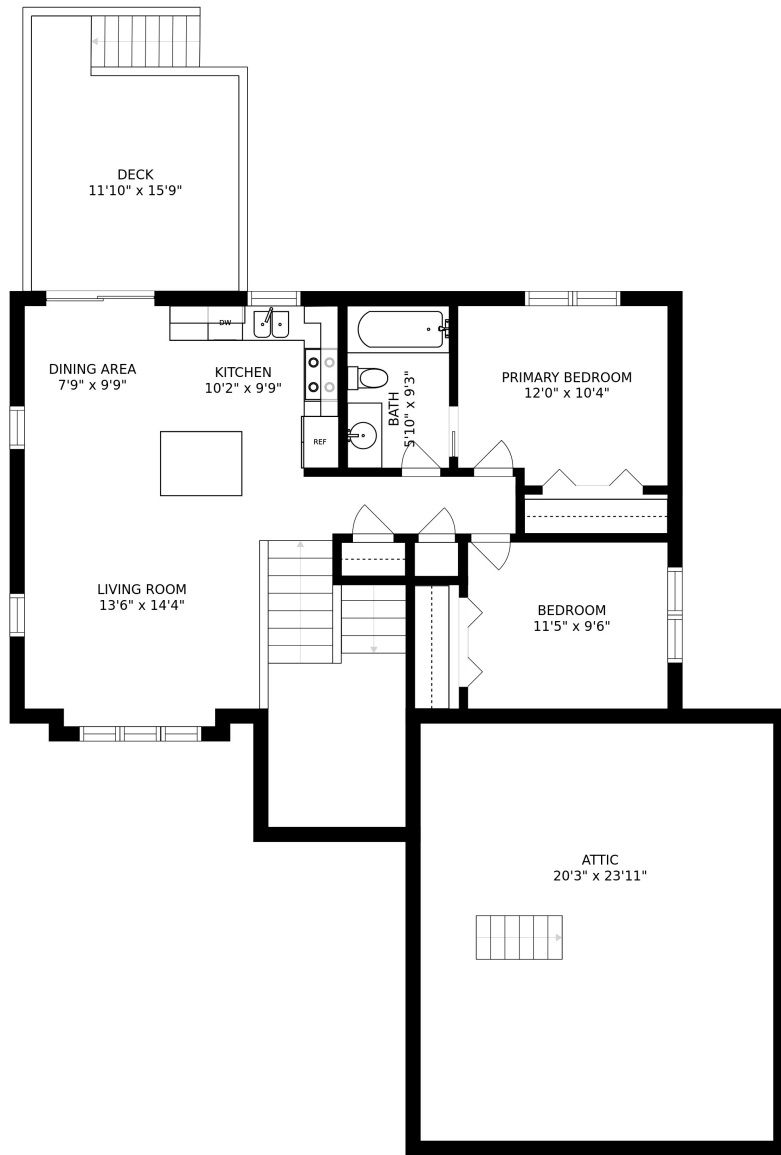 DECK
11'10" x 15'9"
DW
DINING AREA
7'9" x 9'9"
KITCHEN
10'2" x 9'9"
REF
BATH
5'10" x 9'3"
PRIMARY BEDROOM
12'0" x 10'4"
LIVING ROOM
13'6" x 14'4"
BEDROOM
11'5" x 9'6"
ATTIC
20'3" x 23'11"